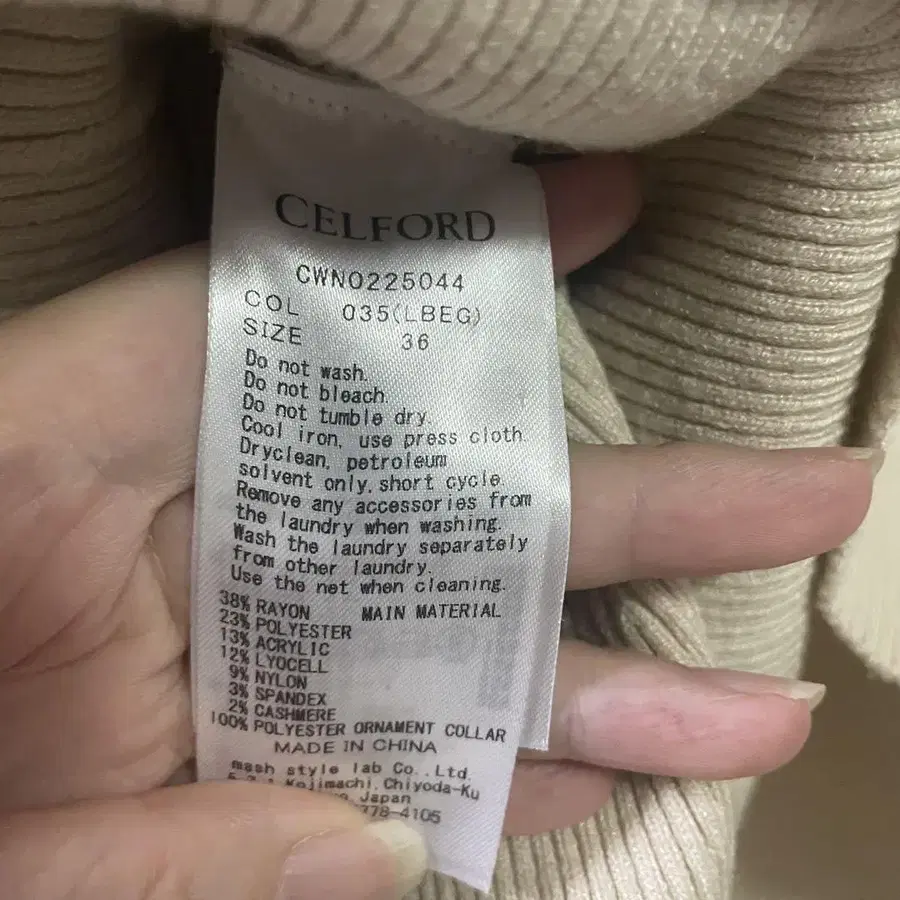 CELFORD
CWNO225044
COL 035(LBEG)
SIZE 36
Do not wash.
Do not bleach.
Do not tumble dry.
Cool iron, use press cloth.
Dryclean, petroleum
solvent only, short cycle.
Remove any accessories from
the laundry when washing.
Wash the laundry separately
from other laundry.
Use the net when cleaning.
38% RAYON MAIN MATERIAL
23% POLYESTER
13% ACRYLIC
12% LYOCELL
9% NYLON
3% SPANDEX
2% CASHMERE
100% POLYESTER ORNAMENT COLLAR
MADE IN CHINA
mash style lab Co.,Ltd.
Kojimachi, Chiyoda-Ku
Japan
778-4105